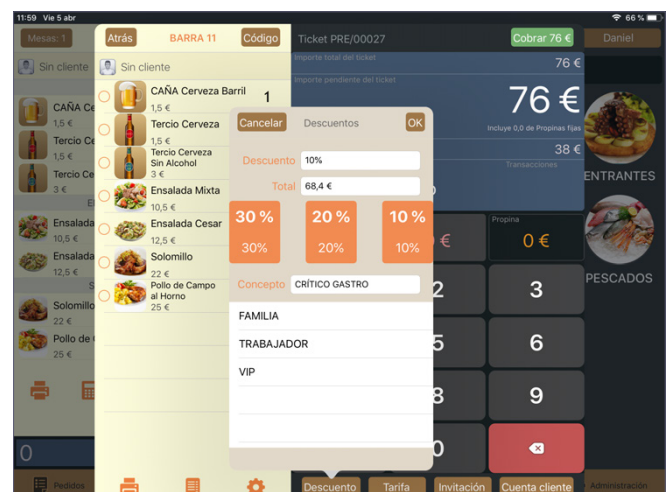 11:59 Vie 5 abr
66 %
Mesas: 1
Atrás
BARRA 11
Código
Ticket PRE/00027
Cobrar 76 €
Daniel
Sin cliente
Sin cliente
Importe total del ticket
76 €
Importe pendiente del ticket
76 €
Incluye 0,0 de Propinas fijas
38 €
Transacciones
CAÑA Ce
1,5 €
Tercio Ce
1,5 €
Tercio Ce
3 €
E
Ensalada
10,5 €
Ensalada
12,5 €
S
Solomillo
22 €
Pollo de
25 €
0
Pedidos
CAÑA Cerveza Barril
1
1,5 €
Tercio Cerveza
1,5 €
Tercio Cerveza
Sin Alcohol
3 €
Ensalada Mixta
10,5 €
Ensalada Cesar
12,5 €
Solomillo
22 €
Pollo de Campo
al Horno
25 €
Cancelar
Descuentos
OK
Descuento
10%
Total
68,4 €
30 %
20 %
10 %
30%
20%
10%
Concepto
CRÍTICO GASTRO
FAMILIA
TRABAJADOR
VIP
€
Propina
0 €
2
3
5
6
8
9
0
ENTRANTES
PESCADOS
Descuento
Tarifa
Invitación
Cuenta cliente
Administración